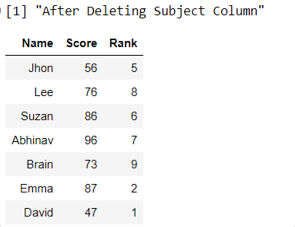 [1] "After Deleting Subject Column"
Name Score Rank
Jhon 56 5
Lee 76 8
Suzan 86 6
Abhinav 96 7
Brain 73 9
Emma 87 2
David 47 1